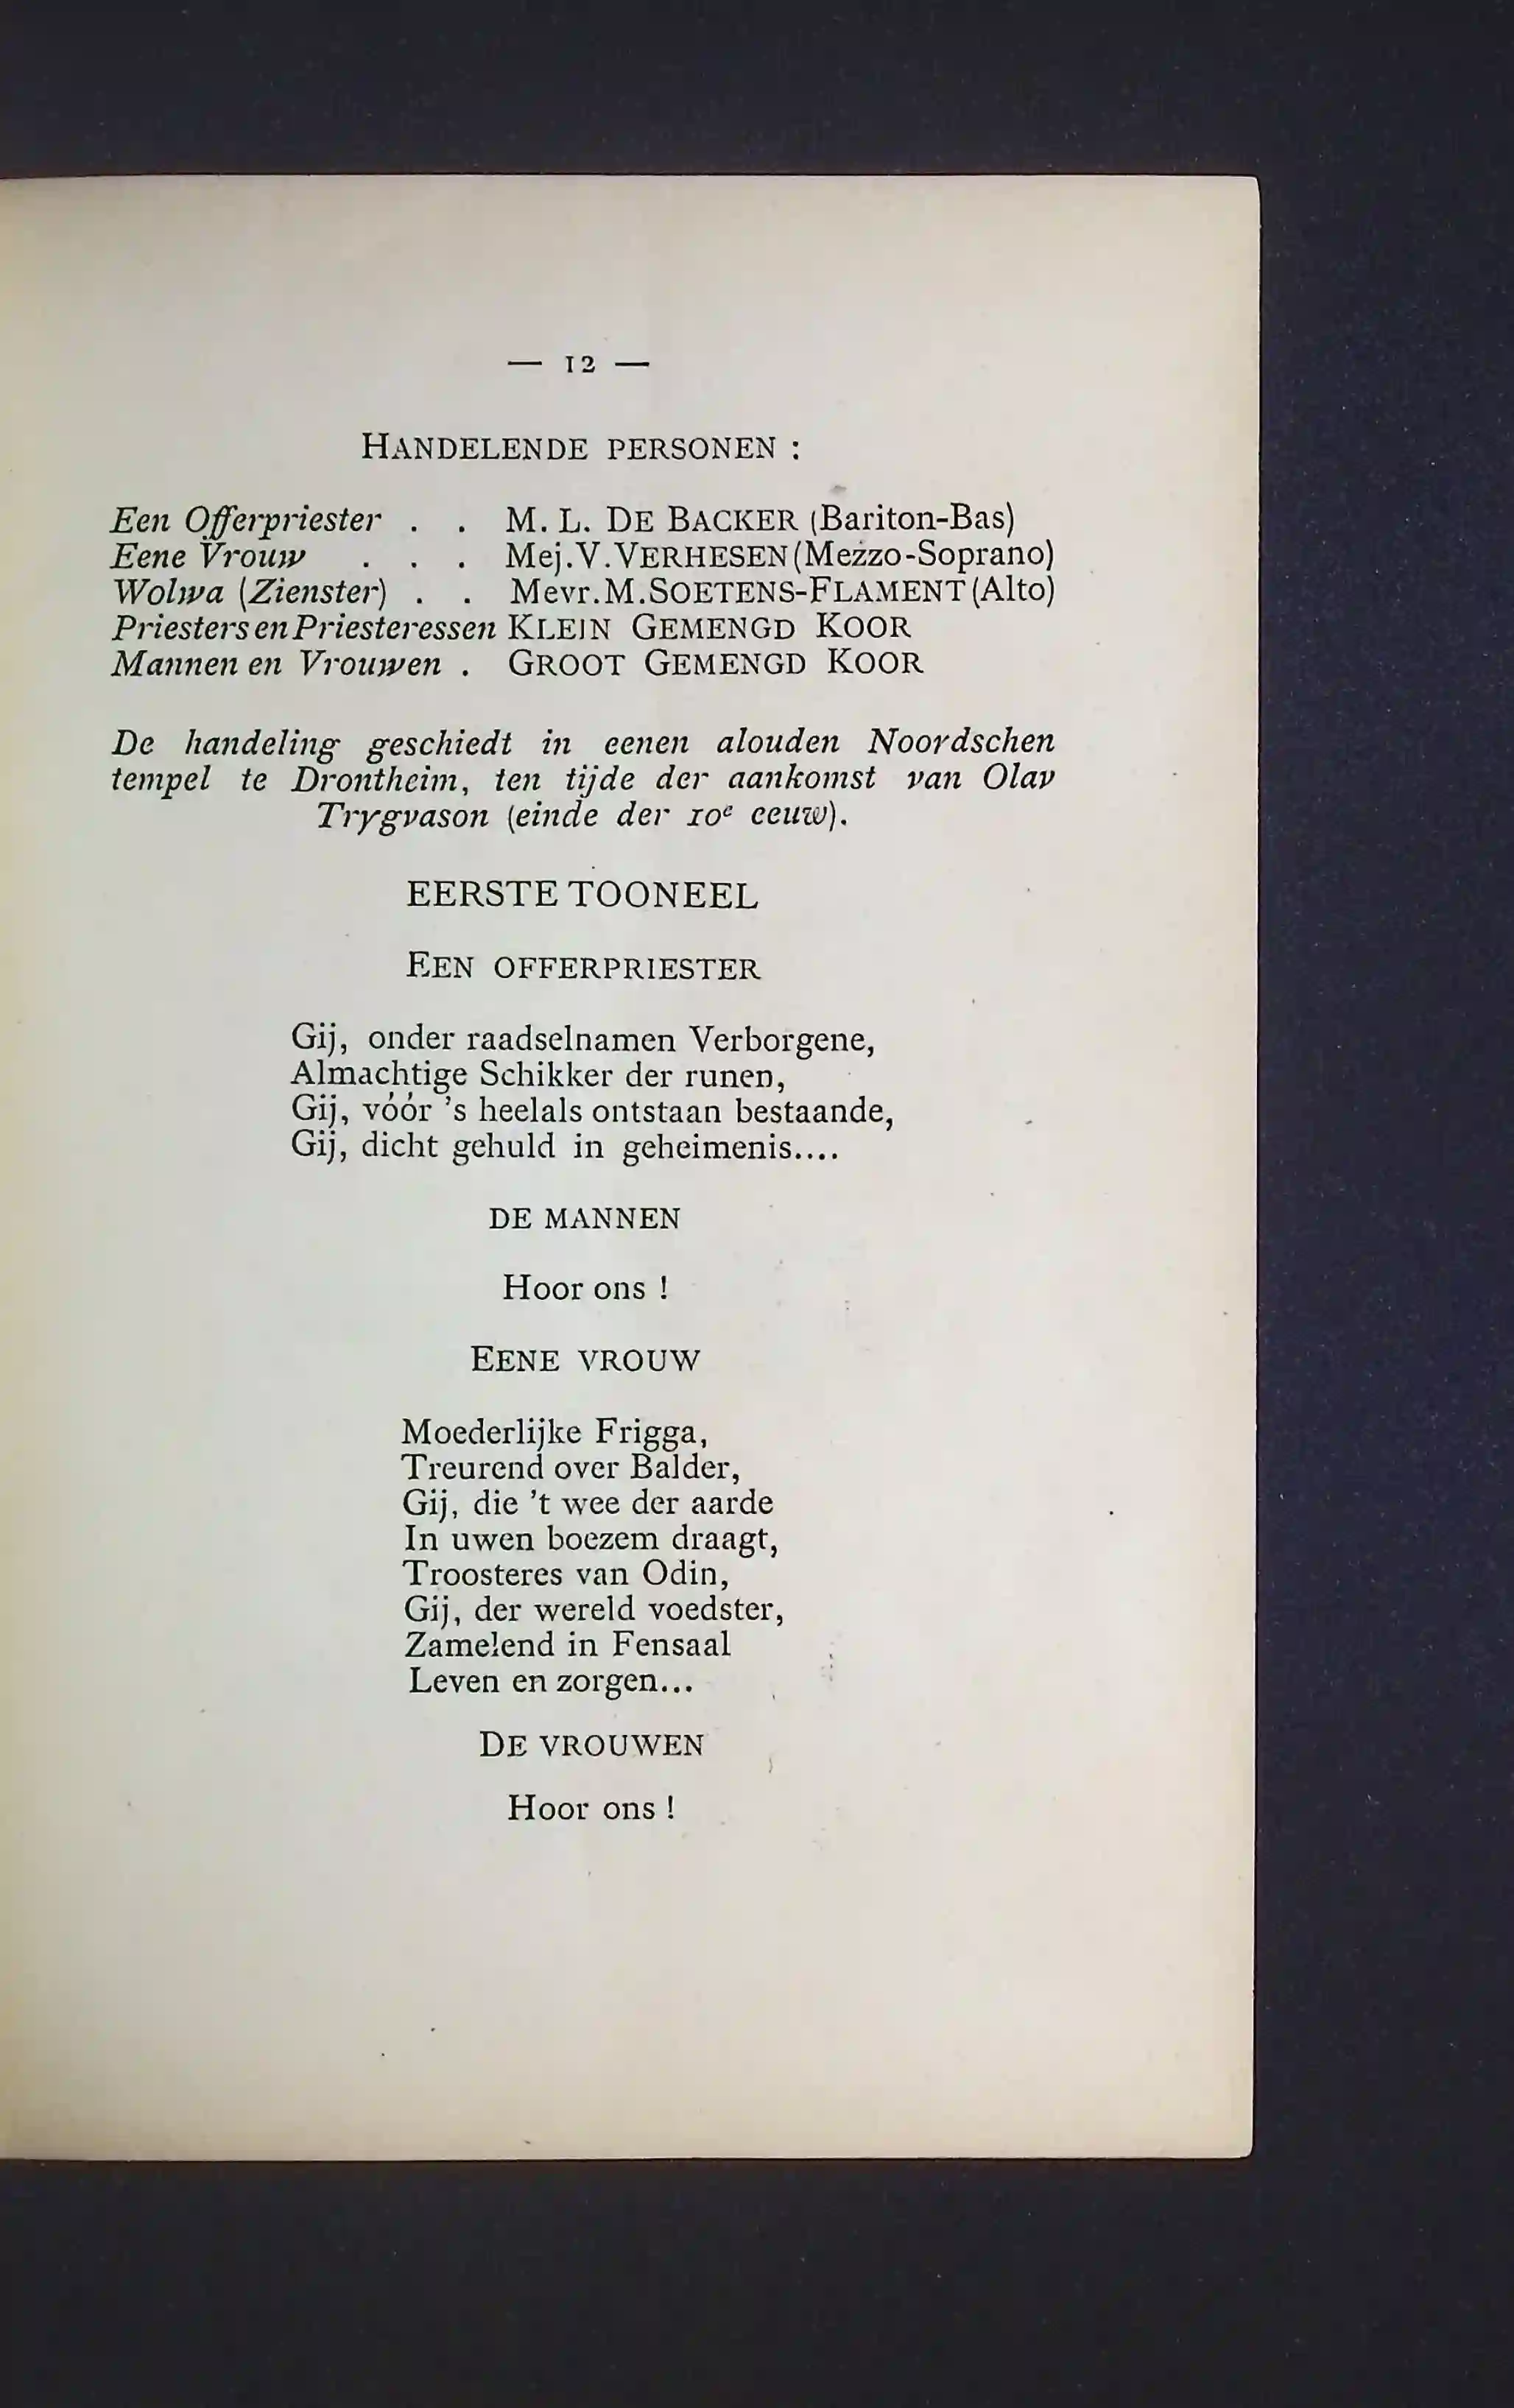 — 12 —
HANDELENDE PERSONEN :
Een Offerpriester . . M. L. DE BACKER (Bariton-Bas)
Eene Vrouw . . . Mej. V. VERHESEN (Mezzo-Soprano)
Wolwa (Zienster) . . Mevr. M. SOETENS-FLAMENT (Alto)
Priesters en Priesteressen KLEIN GEMENGD KOOR
Mannen en Vrouwen . GROOT GEMENGD KOOR
De handeling geschiedt in eenen alouden Noordschen
tempel te Drontheim, ten tijde der aankomst van Olav
Trygvason (einde der 10e eeuw).
EERSTE TOONEEL
EEN OFFERPRIESTER
Gij, onder raadselnamen Verborgene,
Almachtige Schikker der runen,
Gij, vóór 's heelals ontstaan bestaande,
Gij, dicht gehuld in geheimenis....
DE MANNEN
Hoor ons !
EENE VROUW
Moederlijke Frigga,
Treurend over Balder,
Gij, die 't wee der aarde
In uwen boezem draagt,
Troosteres van Odin,
Gij, der wereld voedster,
Zamelend in Fensaal
Leven en zorgen...
DE VROUWEN
Hoor ons !